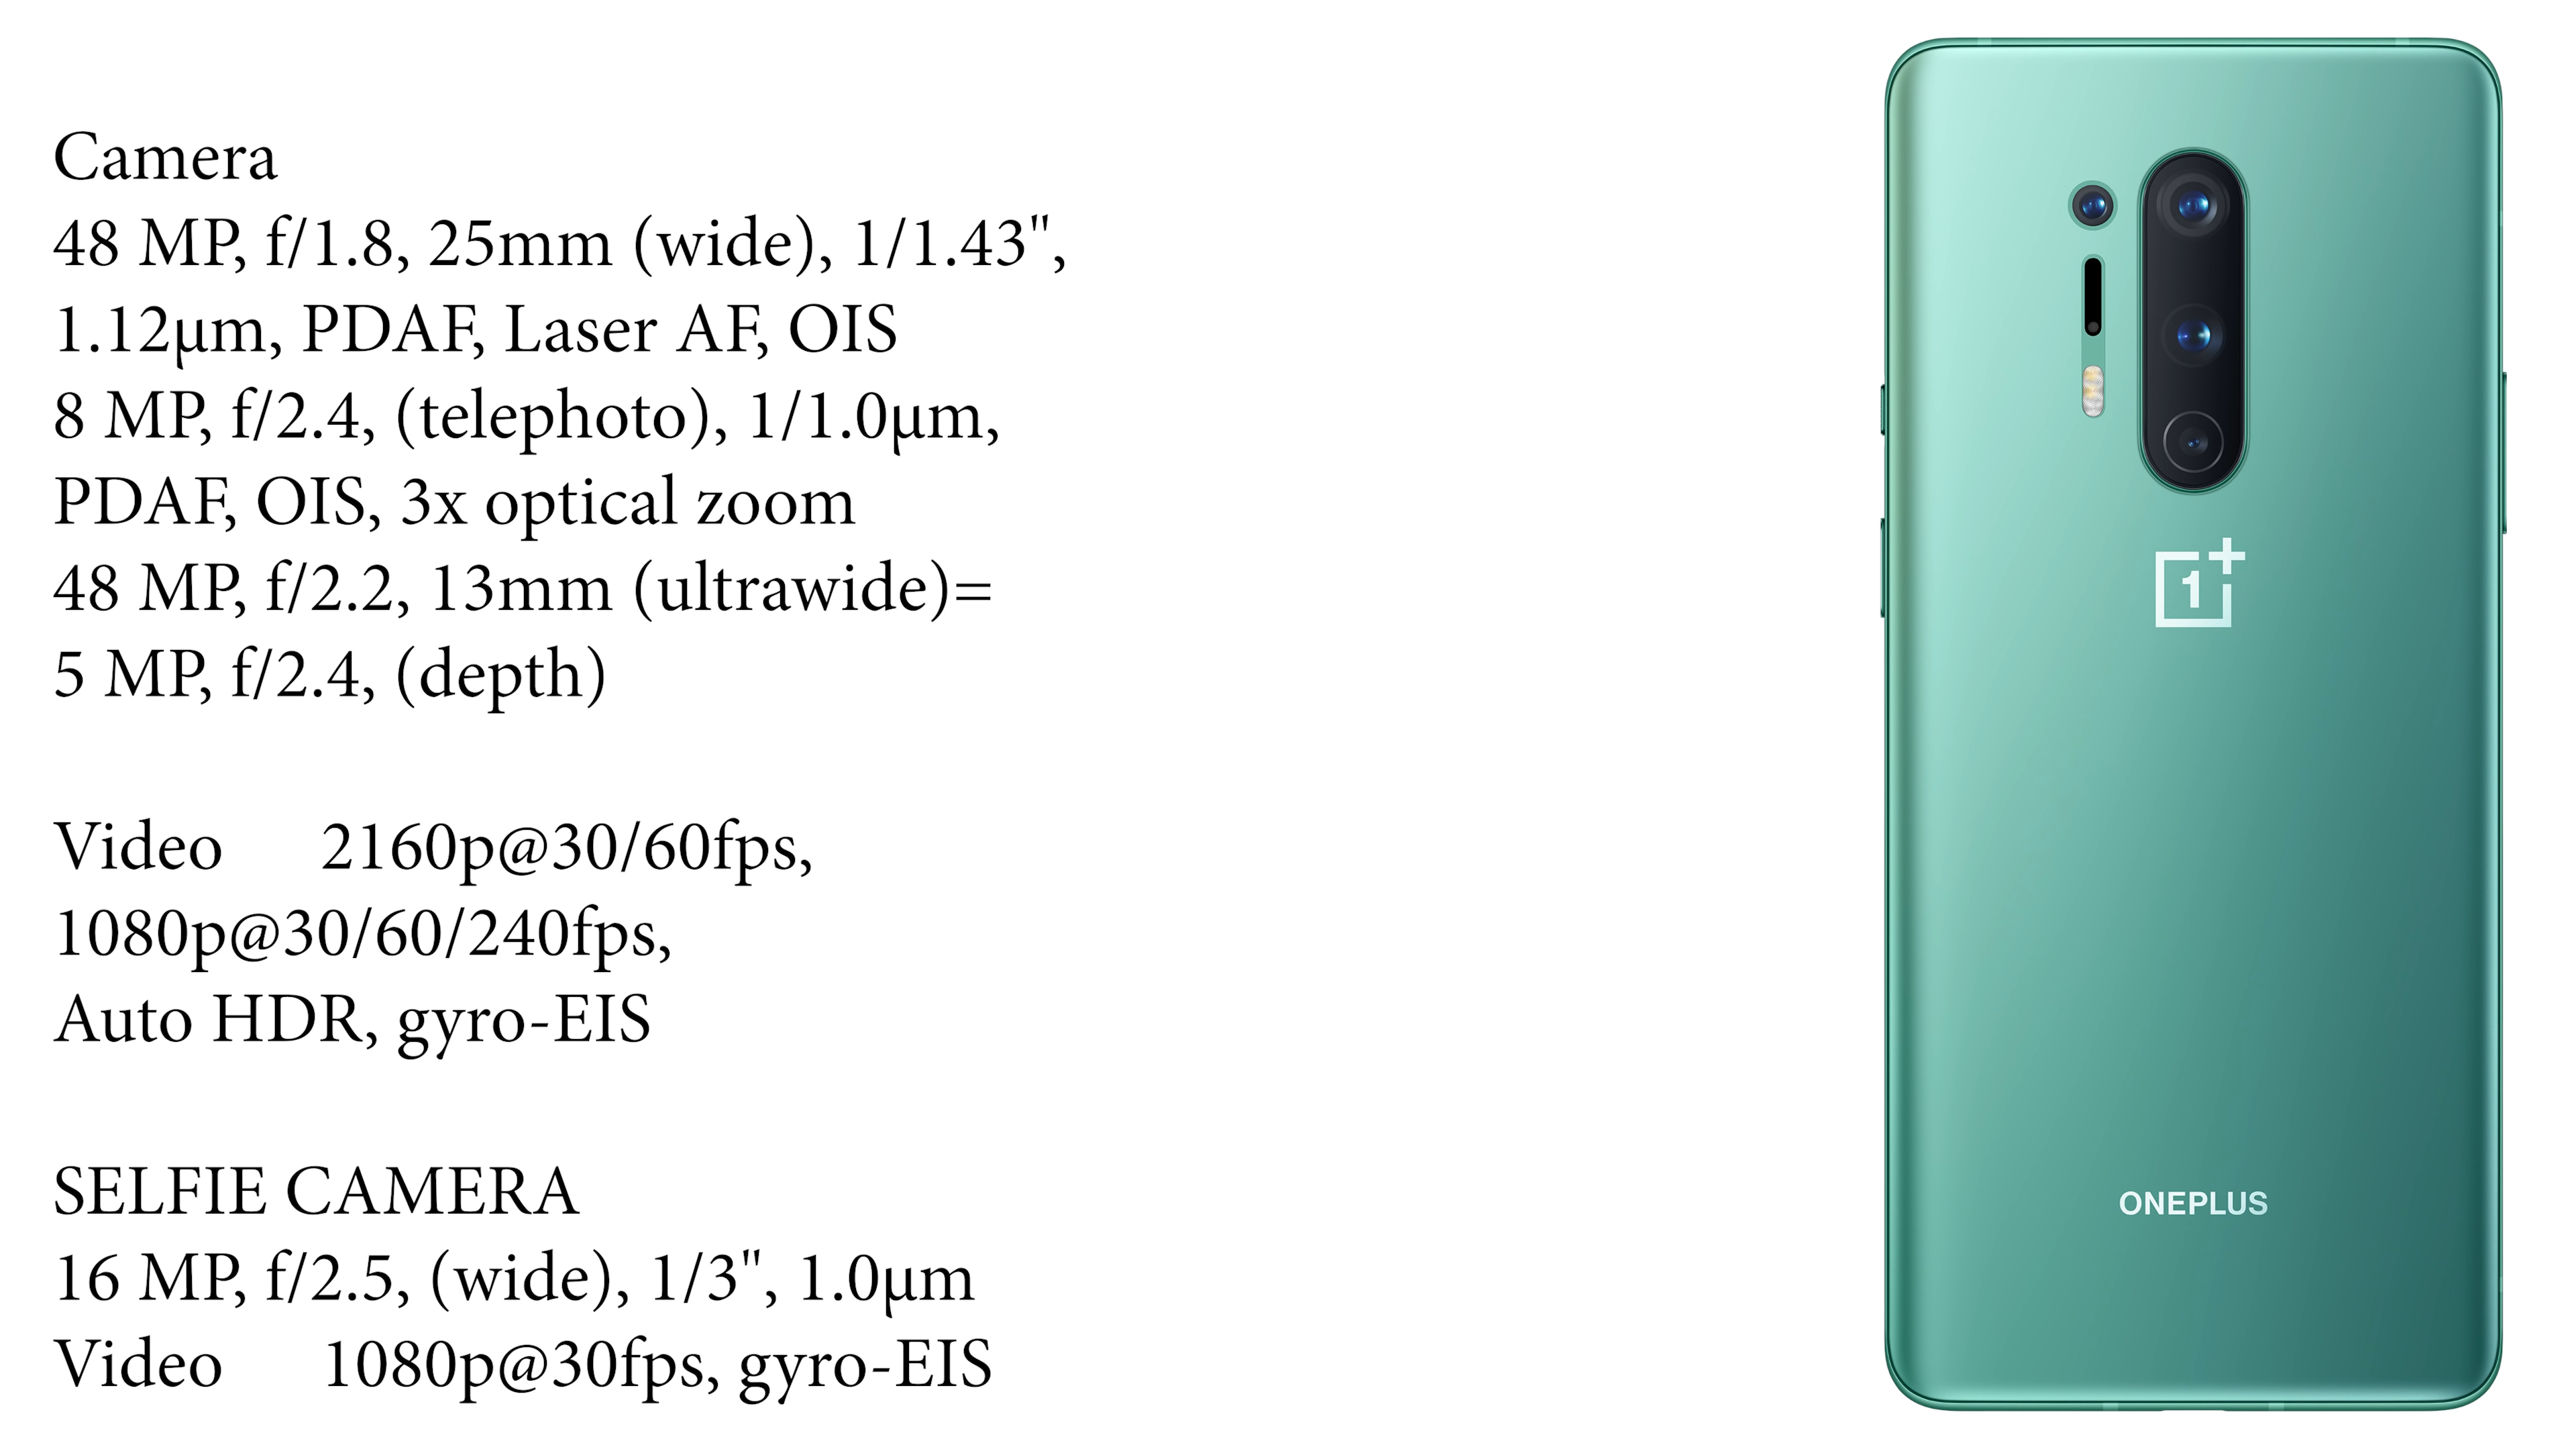 Camera
48 MP, f/1.8, 25mm (wide), 1/1.43",
1.12µm, PDAF, Laser AF, OIS
8 MP, f/2.4, (telephoto), 1/1.0µm,
PDAF, OIS, 3x optical zoom
48 MP, f/2.2, 13mm (ultrawide)=
5 MP, f/2.4, (depth)
Video 2160p@30/60fps,
1080p@30/60/240fps,
Auto HDR, gyro-EIS
SELFIE CAMERA
16 MP, f/2.5, (wide), 1/3", 1.0µm
Video 1080p@30fps, gyro-EIS
1+
ONEPLUS